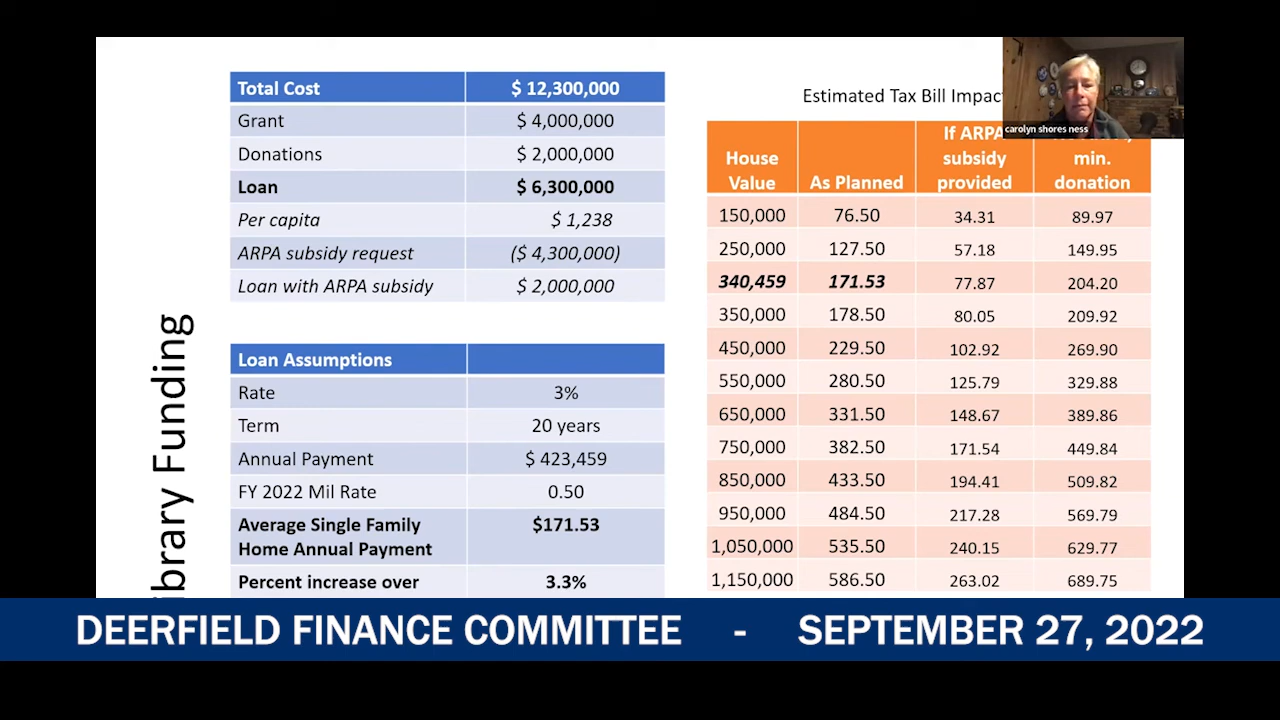 Total Cost $ 12,300,000
Grant $ 4,000,000
Donations $ 2,000,000
Loan $ 6,300,000
Per capita $ 1,238
ARPA subsidy request ($ 4,300,000)
Loan with ARPA subsidy $ 2,000,000
Loan Assumptions
Rate 3%
Term 20 years
Annual Payment $ 423,459
FY 2022 Mil Rate 0.50
Average Single Family $171.53
Home Annual Payment
Percent increase over 3.3%
Estimated Tax Bill Impact
carolyn shores ness
If ARPA
House subsidy min.
Value As Planned provided donation
150,000 76.50 34.31 89.97
250,000 127.50 57.18 149.95
340,459 171.53 77.87 204.20
350,000 178.50 80.05 209.92
450,000 229.50 102.92 269.90
550,000 280.50 125.79 329.88
650,000 331.50 148.67 389.86
750,000 382.50 171.54 449.84
850,000 433.50 194.41 509.82
950,000 484.50 217.28 569.79
1,050,000 535.50 240.15 629.77
1,150,000 586.50 263.02 689.75
ibrary Funding
DEERFIELD FINANCE COMMITTEE - SEPTEMBER 27, 2022